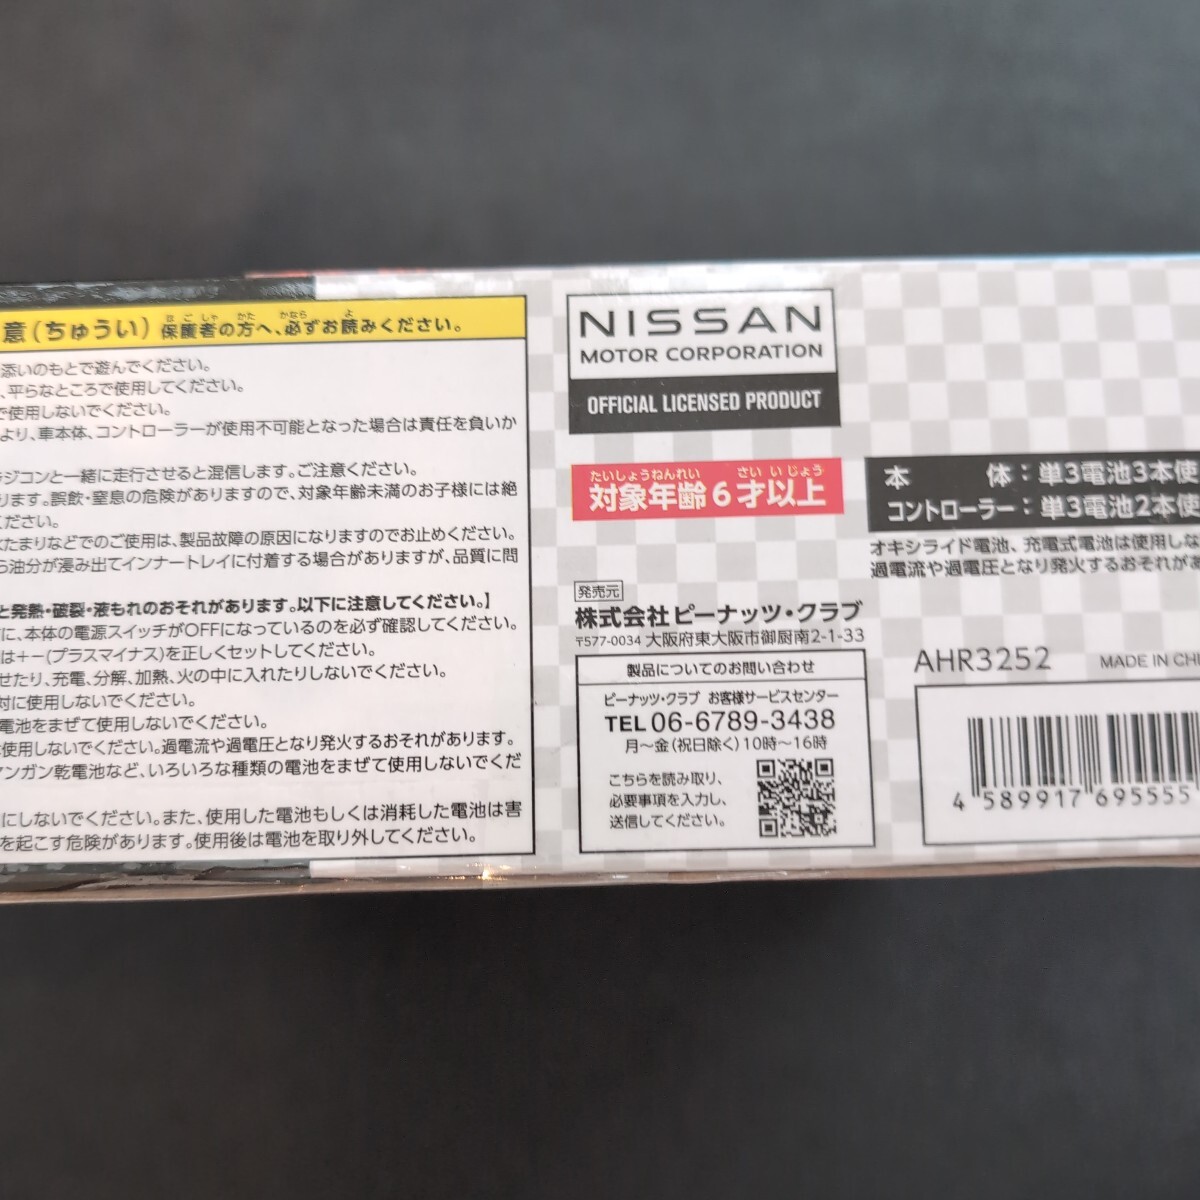 意(ちゅうい) 保護者の方へ、必ずお読みください。
ほごしゃ かた かなら よ
添いのもとで遊んでください。
、平らなところで使用してください。
で使用しないでください。
より、車本体、コントローラーが使用不可能となった場合は責任を負いか
ラジコンと一緒に走行させると混信します。ご注意ください。
ります。誤飲・窒息の危険がありますので、対象年齢未満のお子様には絶
ください。
たまりなどでのご使用は、製品故障の原因になりますのでお止めください。
ら油分が浸み出てインナートレイに付着する場合がありますが、品質に問
と発熱・破裂・液もれのおそれがあります。以下に注意してください。】
に、本体の電源スイッチがOFFになっているのを必ず確認してください。
は＋－(プラスマイナス)を正しくセットしてください。
せたり、充電、分解、加熱、火の中に入れたりしないでください。
対に使用しないでください。
電池をまぜて使用しないでください。
使用しないでください。過電流や過電圧となり発火するおそれがあります。
マンガン乾電池など、いろいろな種類の電池をまぜて使用しないでくだ
にしないでください。また、使用した電池もしくは消耗した電池は害
を起こす危険があります。使用後は電池を取り外してください。
NISSAN
MOTOR CORPORATION
OFFICIAL LICENSED PRODUCT
たいしょうねんれい さい いじょう
対象年齢6才以上
本 体：単3電池3本使
コントローラー：単3電池2本使
オキシライド電池、充電式電池は使用しな
過電流や過電圧となり発火するおそれがあ
発売元
株式会社ピーナッツ・クラブ
〒577-0034 大阪府東大阪市御厨南2-1-33
製品についてのお問い合わせ
ピーナッツ・クラブ お客様サービスセンター
TEL 06-6789-3438
月～金(祝日除く)10時～16時
こちらを読み取り、
必要事項を入力し、
送信してください。
AHR3252 MADE IN CHI
4 589917 695555